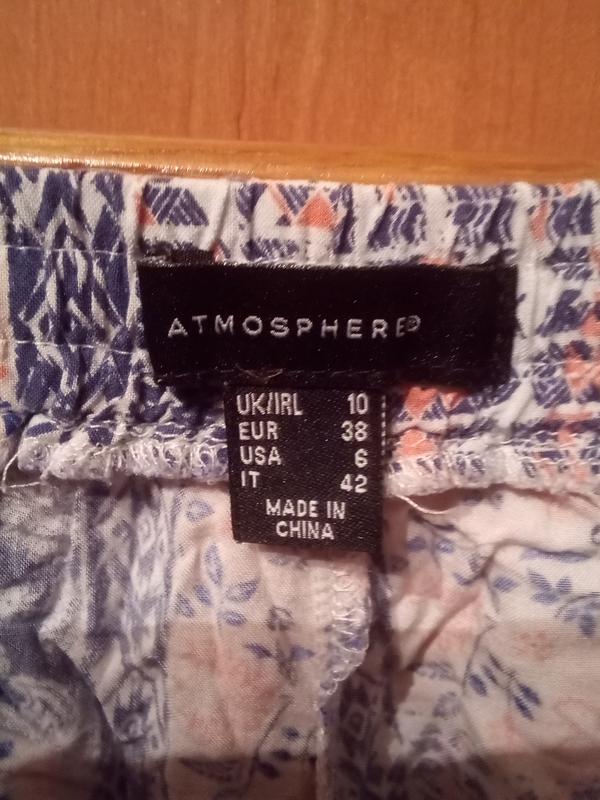 ATMOSPHERE®
UK/IRL 10
EUR 38
USA 6
IT 42
MADE IN
CHINA